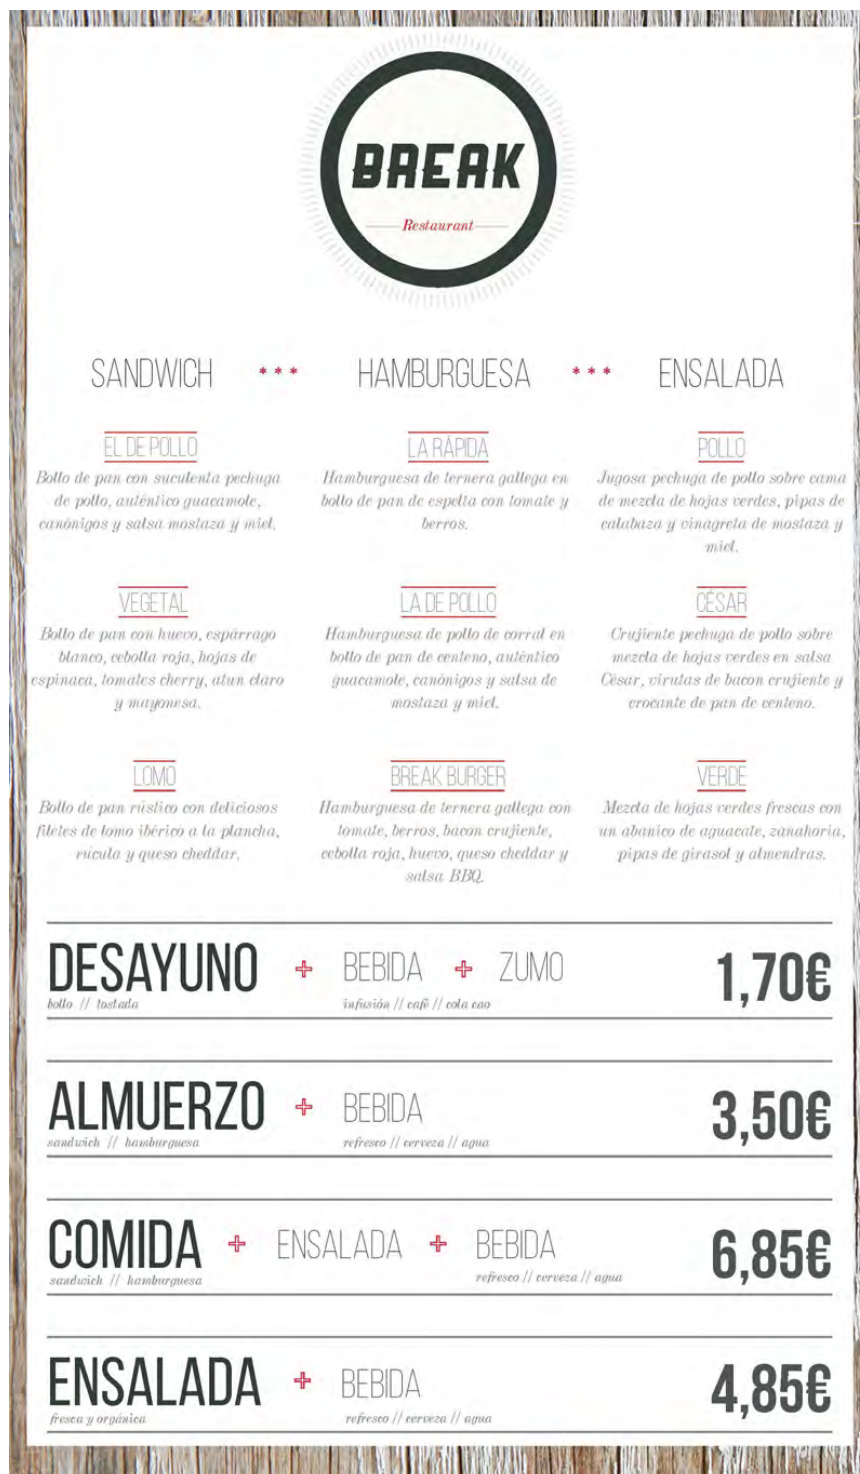 BREAK
Restaurant
SANDWICH *** HAMBURGUESA *** ENSALADA
EL DE POLLO
Bollo de pan con suculenta pechuga
de pollo, auténtico guacamole,
canónigos y salsa mostaza y miel.
VEGETAL
Bollo de pan con huevo, espárrago
blanco, cebolla roja, hojas de
espinaca, tomates cherry, atun claro
y mayonesa.
LOMO
Bollo de pan rústico con deliciosos
filetes de lomo ibérico a la plancha,
rúcula y queso cheddar.
LA RÁPIDA
Hamburguesa de ternera gallega en
bollo de pan de espelta con tomate y
berros.
LA DE POLLO
Hamburguesa de pollo de corral en
bollo de pan de centeno, auténtico
guacamole, canónigos y salsa de
mostaza y miel.
BREAK BURGER
Hamburguesa de ternera gallega con
tomate, berros, bacon crujiente,
cebolla roja, huevo, queso cheddar y
salsa BBQ.
POLLO
Jugosa pechuga de pollo sobre cama
de mezcla de hojas verdes, pipas de
calabaza y vinagreta de mostaza y
miel.
CÉSAR
Crujiente pechuga de pollo sobre
mezcla de hojas verdes en salsa
César, virutas de bacon crujiente y
crocante de pan de centeno.
VERDE
Mezcla de hojas verdes frescas con
un abanico de aguacate, zanahoria,
pipas de girasol y almendras.
DESAYUNO + BEBIDA + ZUMO 1,70€
bollo // tostada infusión // café // cola cao
ALMUERZO + BEBIDA 3,50€
sandwich // hamburguesa refresco // cerveza // agua
COMIDA + ENSALADA + BEBIDA 6,85€
sandwich // hamburguesa refresco // cerveza // agua
ENSALADA + BEBIDA 4,85€
fresca y orgánica refresco // cerveza // agua